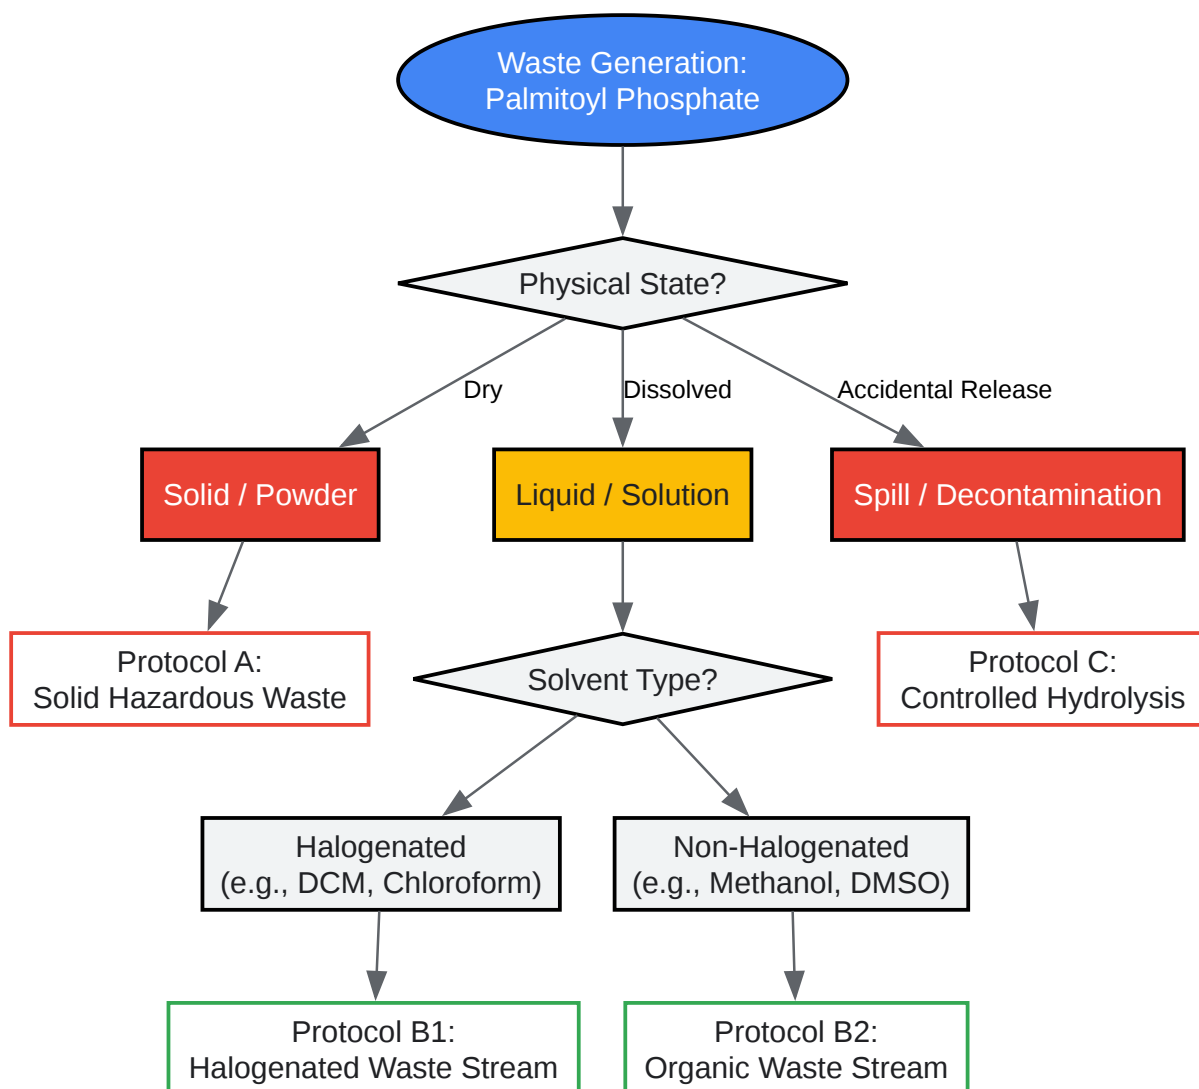 Waste Generation:
Palmitoyl Phosphate
Physical State?
Dry
Dissolved
Accidental Release
Solid / Powder
Liquid / Solution
Spill / Decontamination
Protocol A:
Solid Hazardous Waste
Solvent Type?
Protocol C:
Controlled Hydrolysis
Halogenated
(e.g., DCM, Chloroform)
Non-Halogenated
(e.g., Methanol, DMSO)
Protocol B1:
Halogenated Waste Stream
Protocol B2:
Organic Waste Stream